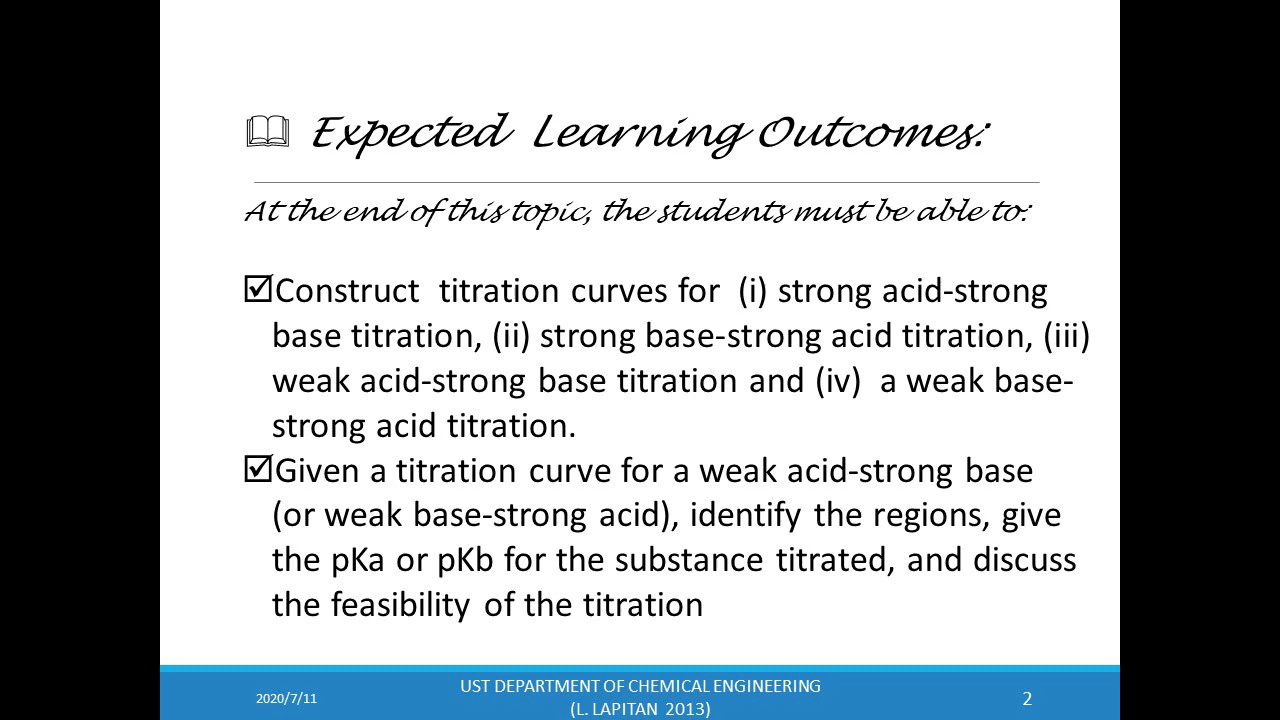 Expected Learning Outcomes:
At the end of this topic, the students must be able to:
Construct titration curves for (i) strong acid-strong
base titration, (ii) strong base-strong acid titration, (iii)
weak acid-strong base titration and (iv) a weak base-
strong acid titration.
Given a titration curve for a weak acid-strong base
(or weak base-strong acid), identify the regions, give
the pKa or pKb for the substance titrated, and discuss
the feasibility of the titration
2020/7/11
UST DEPARTMENT OF CHEMICAL ENGINEERING
(L. LAPITAN 2013)
2